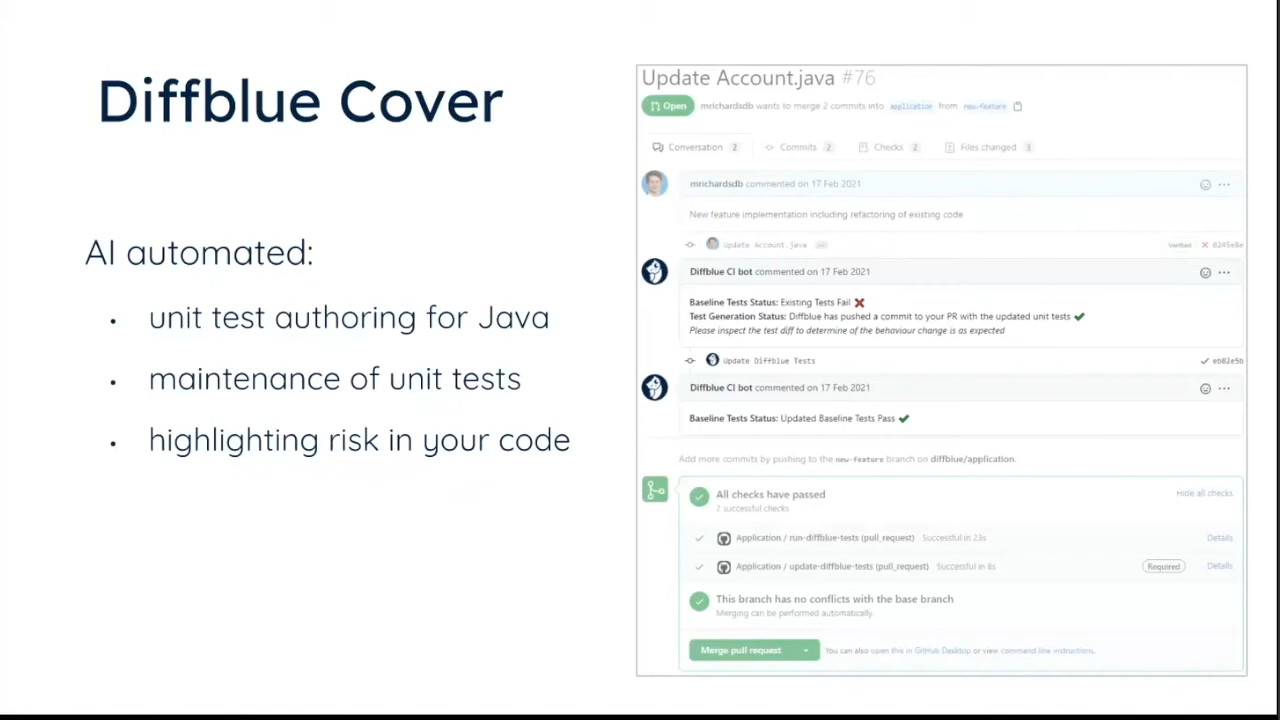 Diffblue Cover
AI automated:
• unit test authoring for Java
• maintenance of unit tests
• highlighting risk in your code
Update Account.java #76
Open mrichardsdb wants to merge 2 commits into application from new-feature
Conversation 2 Commits 2 Checks 2 Files changed 3
mrichardsdb commented on 17 Feb 2021
New feature implementation including refactoring of existing code
Update Account.java ... Verified 0245e8e
Diffblue CI bot commented on 17 Feb 2021
Baseline Tests Status: Existing Tests Fail ❌
Test Generation Status: Diffblue has pushed a commit to your PR with the updated unit tests ✔
Please inspect the test diff to determine of the behaviour change is as expected
Update Diffblue Tests eb82e5b
Diffblue CI bot commented on 17 Feb 2021
Baseline Tests Status: Updated Baseline Tests Pass ✔
Add more commits by pushing to the new-feature branch on diffblue/application.
All checks have passed Hide all checks
2 successful checks
Application / run-diffblue-tests (pull_request) Successful in 23s Details
Application / update-diffblue-tests (pull_request) Successful in 6s Required Details
This branch has no conflicts with the base branch
Merging can be performed automatically.
Merge pull request You can also open this in GitHub Desktop or view command line instructions.